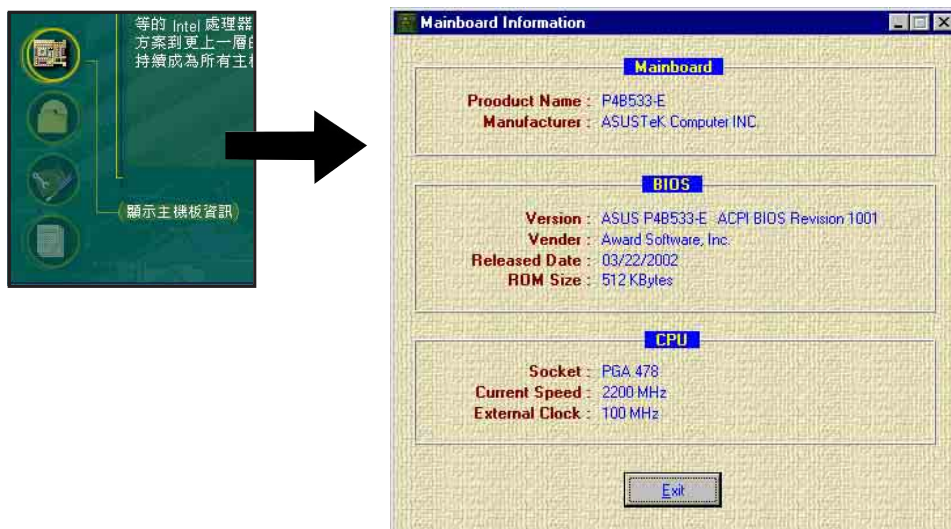 等的 Intel 處理器
方案到更上一層
持續成為所有主
顯示主機板資訊
Mainboard Information
Mainboard
Prooduct Name : P4B533-E
Manufacturer : ASUSTeK Computer INC.
BIOS
Version : ASUS P4B533-E ACPI BIOS Revision 1001
Vender : Award Software, Inc.
Released Date : 03/22/2002
ROM Size : 512 KBytes
CPU
Socket : PGA 478
Current Speed : 2200 MHz
External Clock : 100 MHz
Exit